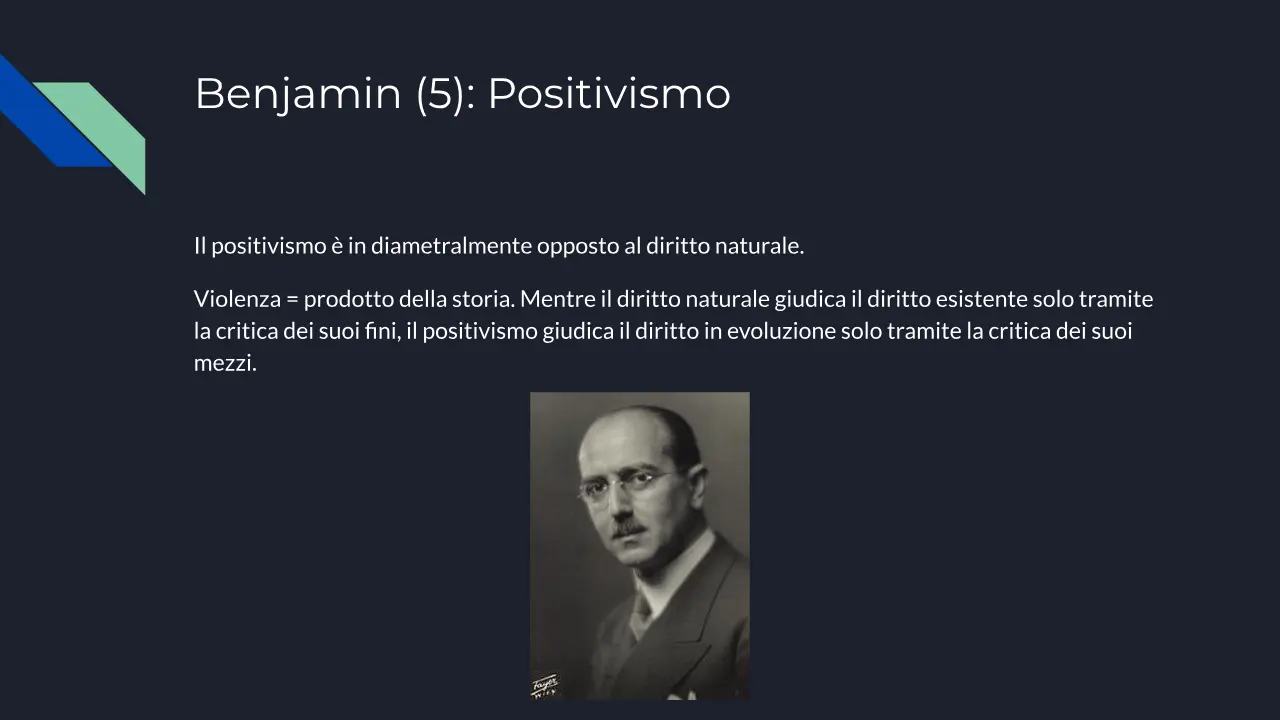 Benjamin (5): Positivismo
Il positivismo è in diametralmente opposto al diritto naturale.
Violenza = prodotto della storia. Mentre il diritto naturale giudica il diritto esistente solo tramite
la critica dei suoi fini, il positivismo giudica il diritto in evoluzione solo tramite la critica dei suoi
mezzi.
Fayer
WIEN